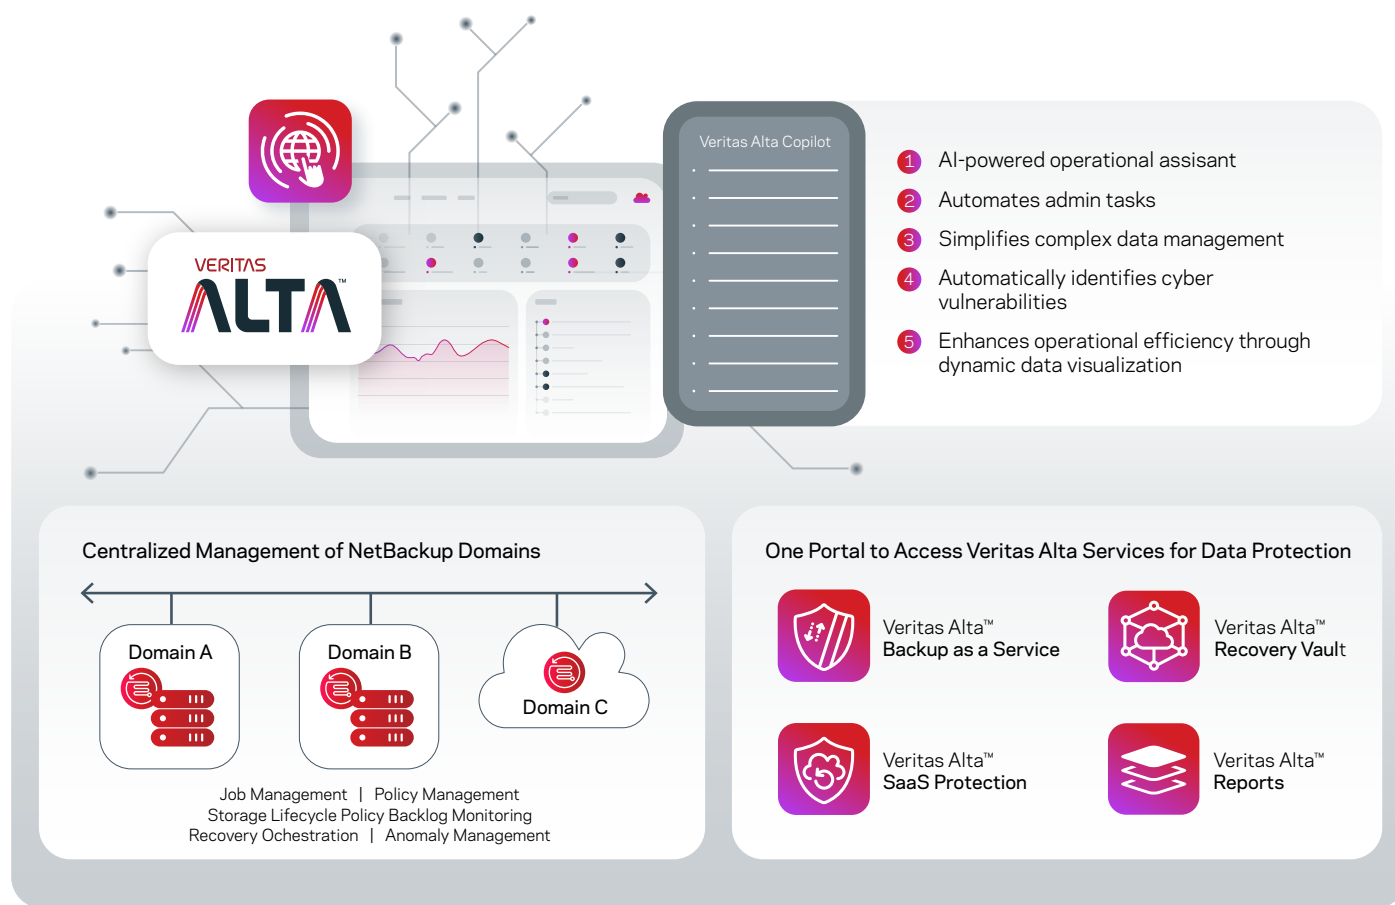 VERITAS
ALTA™
Veritas Alta Copilot
1 AI-powered operational assisant
2 Automates admin tasks
3 Simplifies complex data management
4 Automatically identifies cyber
vulnerabilities
5 Enhances operational efficiency through
dynamic data visualization
Centralized Management of NetBackup Domains
Domain A
Domain B
Domain C
Job Management | Policy Management
Storage Lifecycle Policy Backlog Monitoring
Recovery Ochestration | Anomaly Management
One Portal to Access Veritas Alta Services for Data Protection
Veritas Alta™
Backup as a Service
Veritas Alta™
Recovery Vault
Veritas Alta™
SaaS Protection
Veritas Alta™
Reports